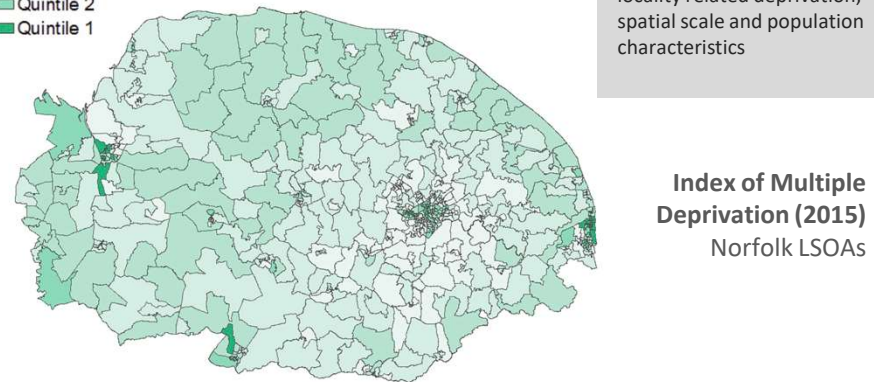 Quintile 2
Quintile 1
locality related deprivation,
spatial scale and population
characteristics
Index of Multiple
Deprivation (2015)
Norfolk LSOAs